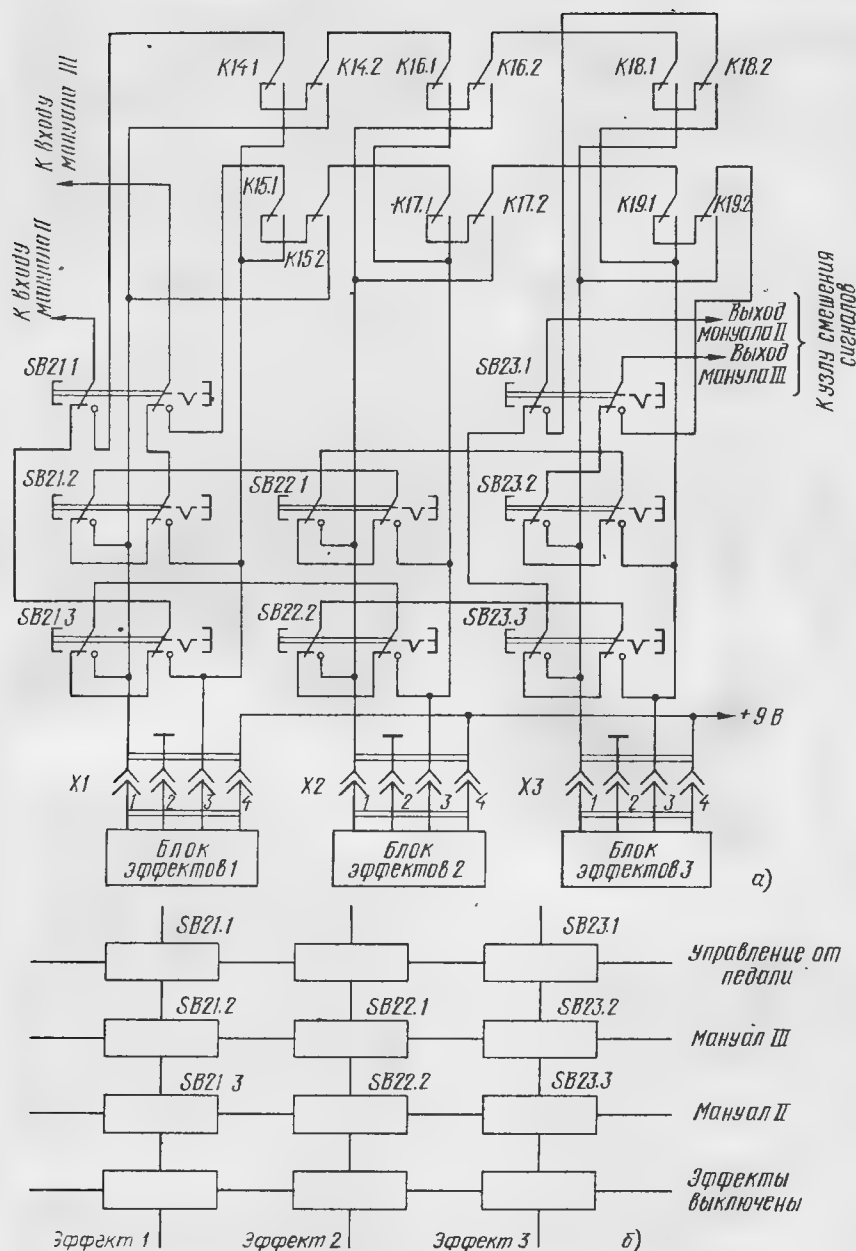 K14.1
K14.2
K16.1
K16.2
K18.1
K18.2
К входу
мануала III
К входу
мануала II
K15.1
K15.2
K17.1
K17.2
K19.1
K19.2
Выход
мануала II
Выход
манула III
К узлу смешения
сигналов
SB21.1
SB23.1
SB21.2
SB22.1
SB23.2
SB21.3
SB22.2
SB23.3
+9 В
X1
1 2 3 4
X2
1 2 3 4
X3
1 2 3 4
Блок
эффектов 1
Блок
эффектов 2
Блок
эффектов 3
а)
SB21.1
SB23.1
Управление от
педали
SB21.2
SB22.1
SB23.2
Мануал III
SB21.3
SB22.2
SB23.3
Мануал II
Эффекты
выключены
Эффект 1
Эффект 2
Эффект 3
б)